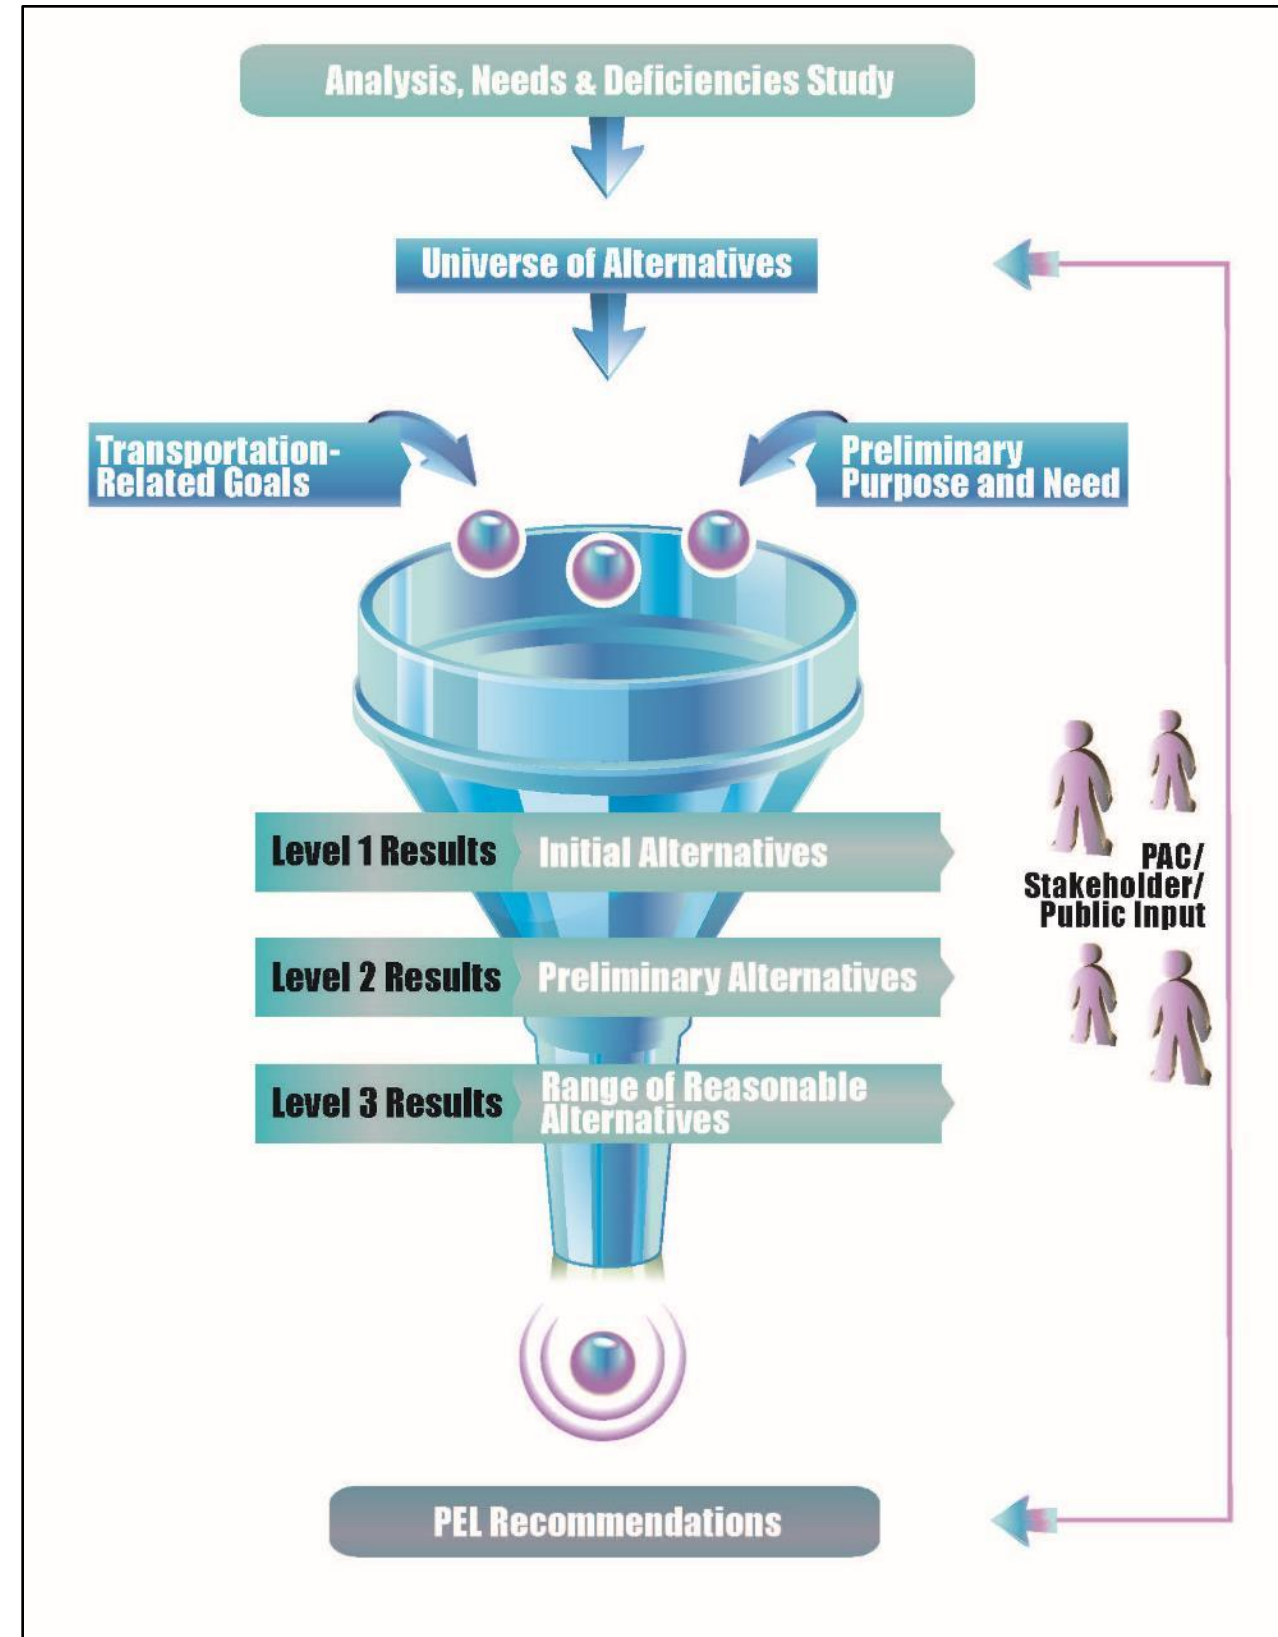 Analysis, Needs & Deficiencies Study
Universe of Alternatives
Transportation-
Related Goals
Preliminary
Purpose and Need
Level 1 Results Initial Alternatives
Level 2 Results Preliminary Alternatives
Level 3 Results Range of Reasonable
Alternatives
PAC/
Stakeholder/
Public Input
PEL Recommendations